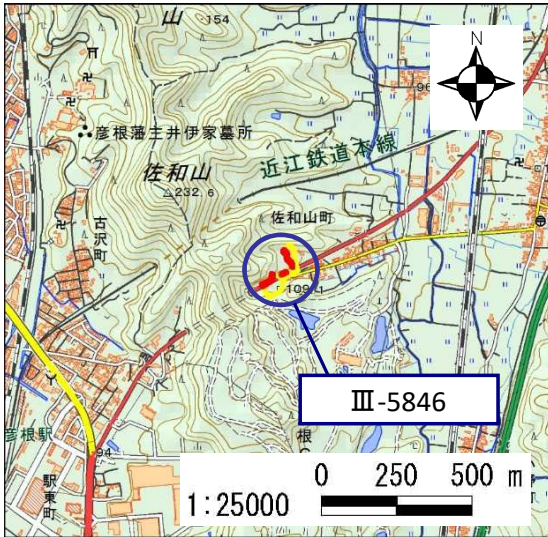 山
154
N
96
彦根藩主井伊家墓所
近江鉄道本線
佐和山
232.6
佐和山町
古沢町
109.1
Ⅲ-5846
彦根駅
94
根
駅東町
0 250 500 m
1:25000